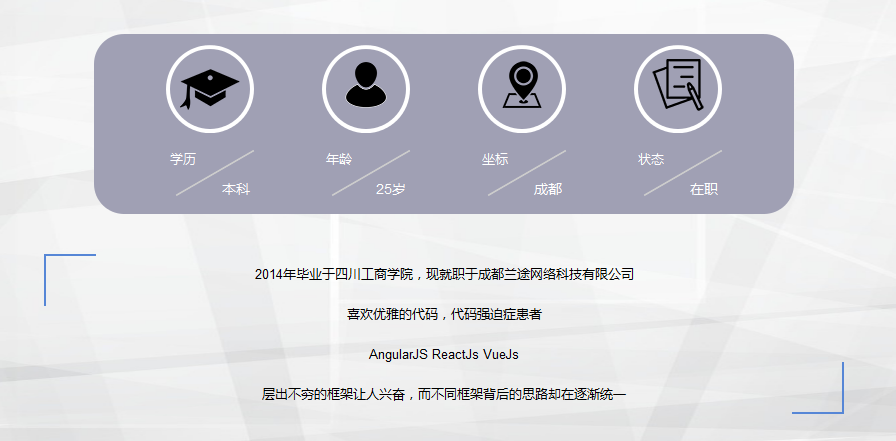 学历
年龄
坐标
状态
本科
25岁
成都
在职
2014年毕业于四川工商学院，现就职于成都兰途网络科技有限公司
喜欢优雅的代码，代码强迫症患者
AngularJS ReactJs VueJs
层出不穷的框架让人兴奋，而不同框架背后的思路却在逐渐统一